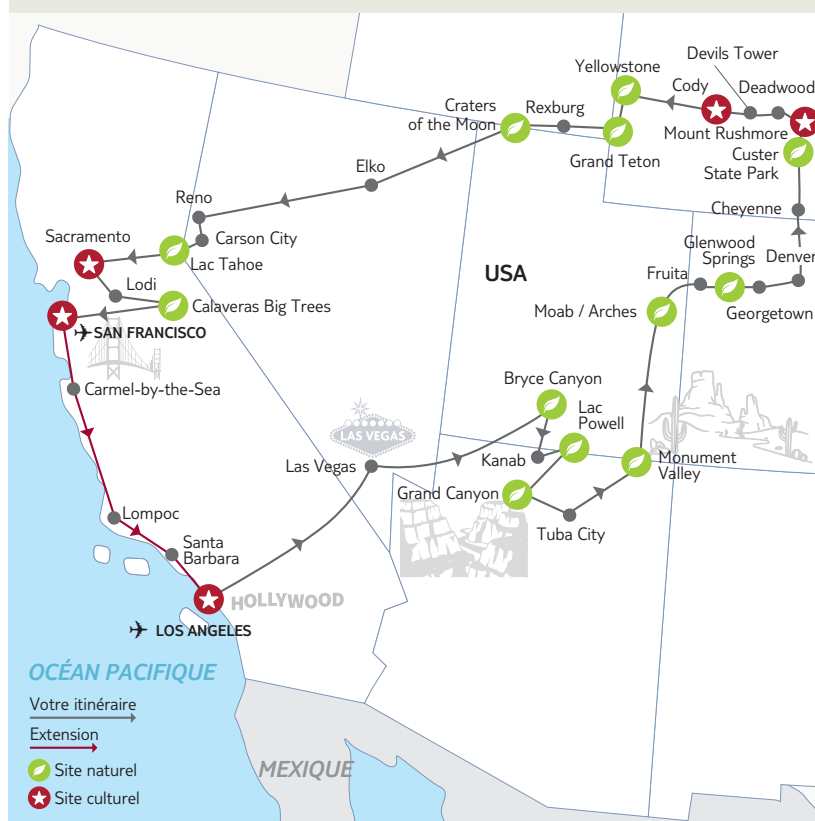 Devils Tower
Yellowstone
Cody
Deadwood
Craters
of the Moon
Rexburg
Mount Rushmore
Grand Teton
Custer
State Park
Elko
Reno
Cheyenne
Sacramento
Carson City
Glenwood
Springs
Lac Tahoe
USA
Fruita
Denver
Lodi
Calaveras Big Trees
Moab / Arches
Georgetown
SAN FRANCISCO
Bryce Canyon
Carmel-by-the-Sea
Lac
Powell
LAS VEGAS
Las Vegas
Kanab
Monument
Valley
Grand Canyon
Lompoc
Tuba City
Santa
Barbara
HOLLYWOOD
LOS ANGELES
OCÉAN PACIFIQUE
Votre itinéraire
Extension
MEXIQUE
Site naturel
Site culturel